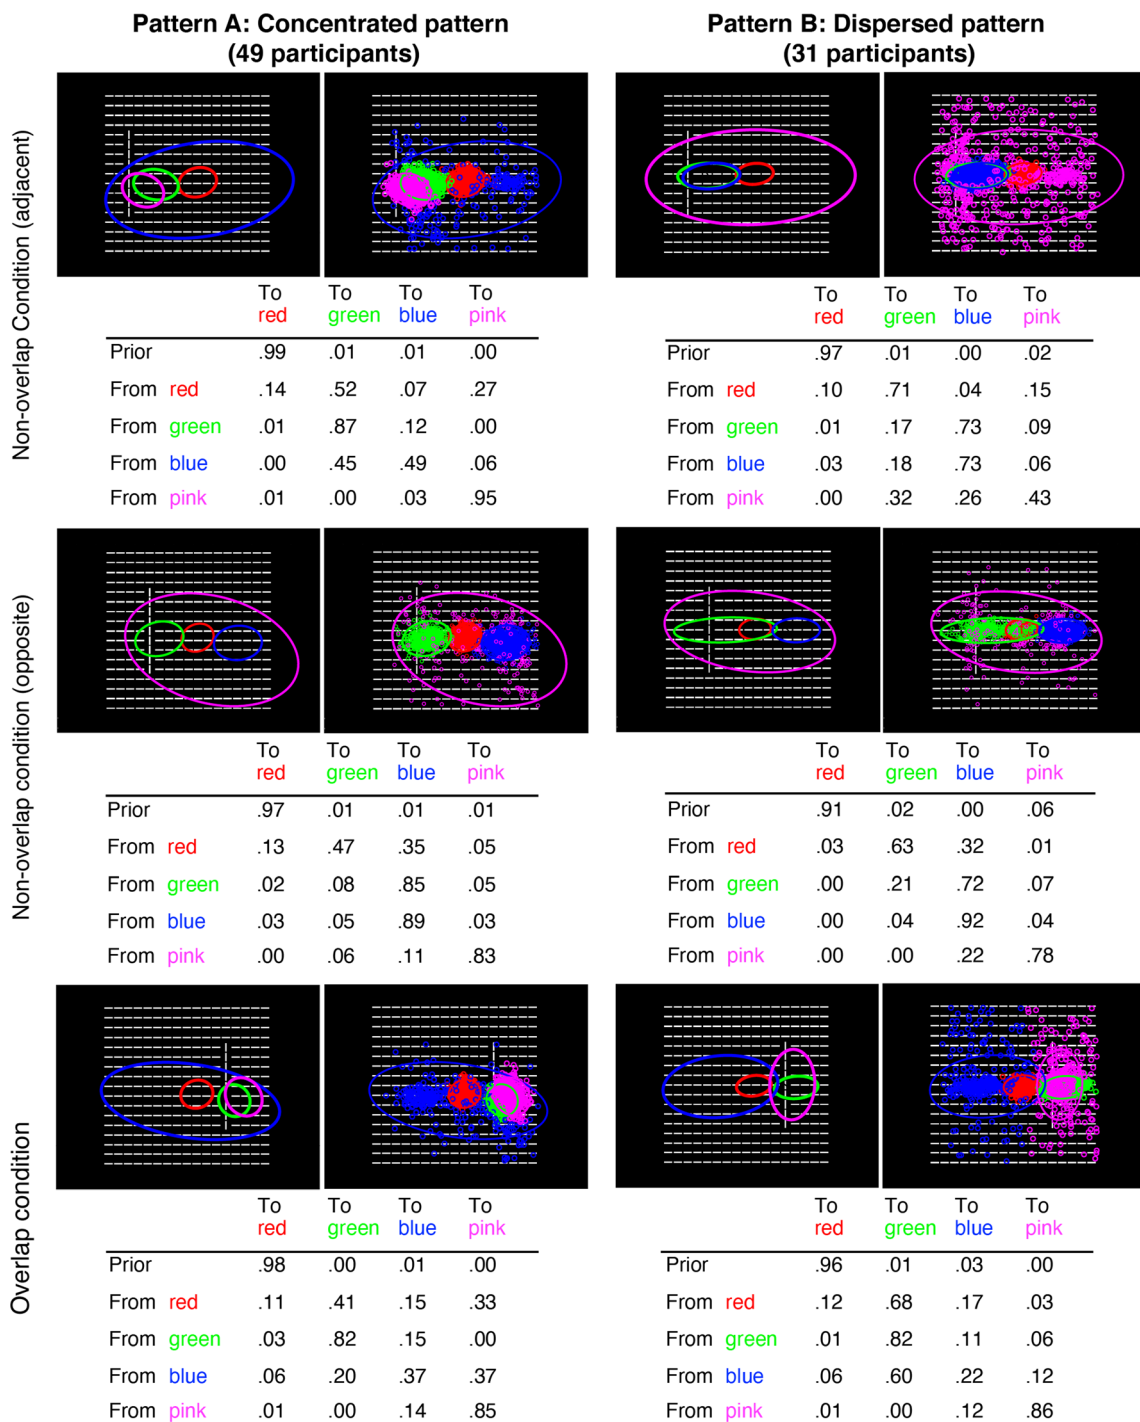 Pattern A: Concentrated pattern
(49 participants)
Pattern B: Dispersed pattern
(31 participants)
Non-overlap Condition (adjacent)
To To To To
red green blue pink
Prior .99 .01 .01 .00
From red .14 .52 .07 .27
From green .01 .87 .12 .00
From blue .00 .45 .49 .06
From pink .01 .00 .03 .95
To To To To
red green blue pink
Prior .97 .01 .00 .02
From red .10 .71 .04 .15
From green .01 .17 .73 .09
From blue .03 .18 .73 .06
From pink .00 .32 .26 .43
Non-overlap condition (opposite)
To To To To
red green blue pink
Prior .97 .01 .01 .01
From red .13 .47 .35 .05
From green .02 .08 .85 .05
From blue .03 .05 .89 .03
From pink .00 .06 .11 .83
To To To To
red green blue pink
Prior .91 .02 .00 .06
From red .03 .63 .32 .01
From green .00 .21 .72 .07
From blue .00 .04 .92 .04
From pink .00 .00 .22 .78
Overlap condition
To To To To
red green blue pink
Prior .98 .00 .01 .00
From red .11 .41 .15 .33
From green .03 .82 .15 .00
From blue .06 .20 .37 .37
From pink .01 .00 .14 .85
To To To To
red green blue pink
Prior .96 .01 .03 .00
From red .12 .68 .17 .03
From green .01 .82 .11 .06
From blue .06 .60 .22 .12
From pink .01 .00 .12 .86